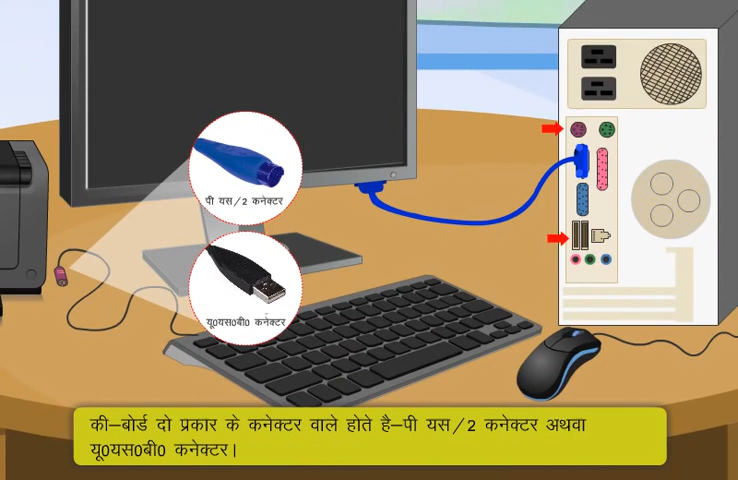 पी यस/2 कनेक्टर
यू0यस0बी0 कनेक्टर
की–बोर्ड दो प्रकार के कनेक्टर वाले होते है–पी यस/2 कनेक्टर अथवा
यू0यस0बी0 कनेक्टर।